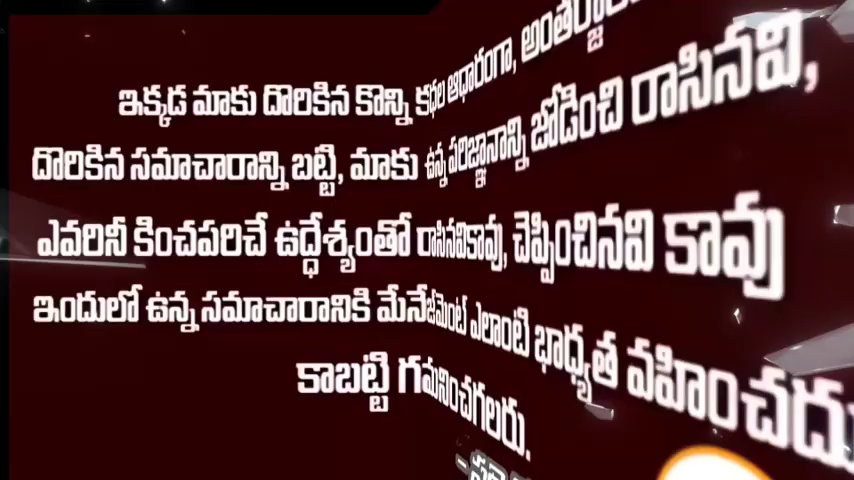 ఇక్కడ మాకు దొరికిన కొన్ని కథల ఆధారంగా,
దొరికిన సమాచారాన్ని బట్టి, మాకు ఉన్న పరిజ్ఞానాన్ని జోడించి రాసినవి,
ఎవరినీ కించపరిచే ఉద్ధేశ్యంతో రాసినవికావు, చెప్పించినవి కావు
ఇందులో ఉన్న సమాచారానికి మేనేజ్‌మెంట్ ఎలాంటి భాధ్యత వహించదు
కాబట్టి గమనించగలరు.